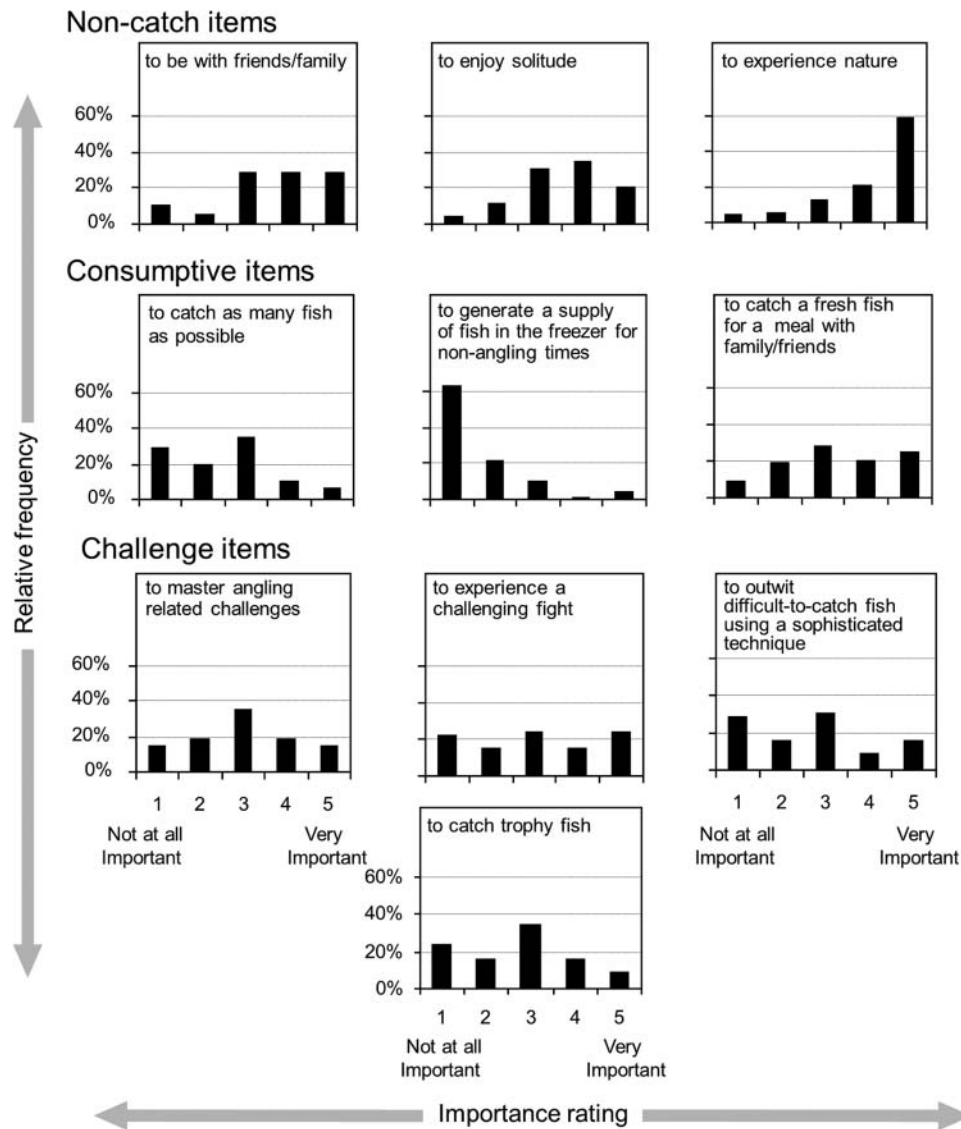 Non-catch items
to be with friends/family
to enjoy solitude
to experience nature
60%
40%
20%
0%
Consumptive items
to catch as many fish
as possible
to generate a supply
of fish in the freezer for
non-angling times
to catch a fresh fish
for a meal with
family/friends
60%
40%
20%
0%
Challenge items
to master angling
related challenges
to experience a
challenging fight
to outwit
difficult-to-catch fish
using a sophisticated
technique
60%
40%
20%
0%
1 2 3 4 5
Not at all
Important
Very
Important
1 2 3 4 5
Not at all
Important
Very
Important
to catch trophy fish
60%
40%
20%
0%
1 2 3 4 5
Not at all
Important
Very
Important
Relative frequency
Importance rating